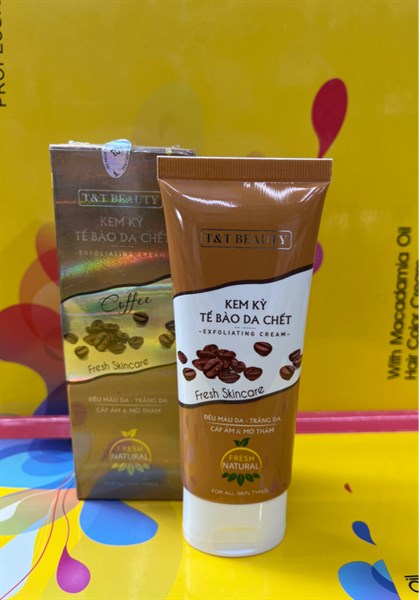 PROFESSIO
T&T BEAUTY
KEM KỲ
TẾ BÀO DA CHẾT
EXFOLIATING CREAM
Coffee
Fresh Skincare
ĐỀU MÀU DA - TRẮNG DA
CẤP ẨM & MỜ THÂM
FRESH
NATURAL
T&T BEAUTY
KEM KỲ
TẾ BÀO DA CHẾT
- EXFOLIATING CREAM -
Fresh Skincare
ĐỀU MÀU DA - TRẮNG DA
CẤP ẨM & MỜ THÂM
FRESH
NATURAL
FOR ALL SKIN TYPES
With Macadamia Oil
Hair Color Cream